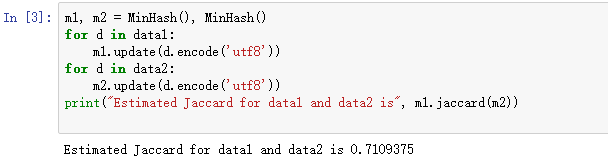 In [3]: m1, m2 = MinHash(), MinHash()
for d in data1:
    m1.update(d.encode('utf8'))
for d in data2:
    m2.update(d.encode('utf8'))
print("Estimated Jaccard for data1 and data2 is", m1.jaccard(m2))
Estimated Jaccard for data1 and data2 is 0.7109375